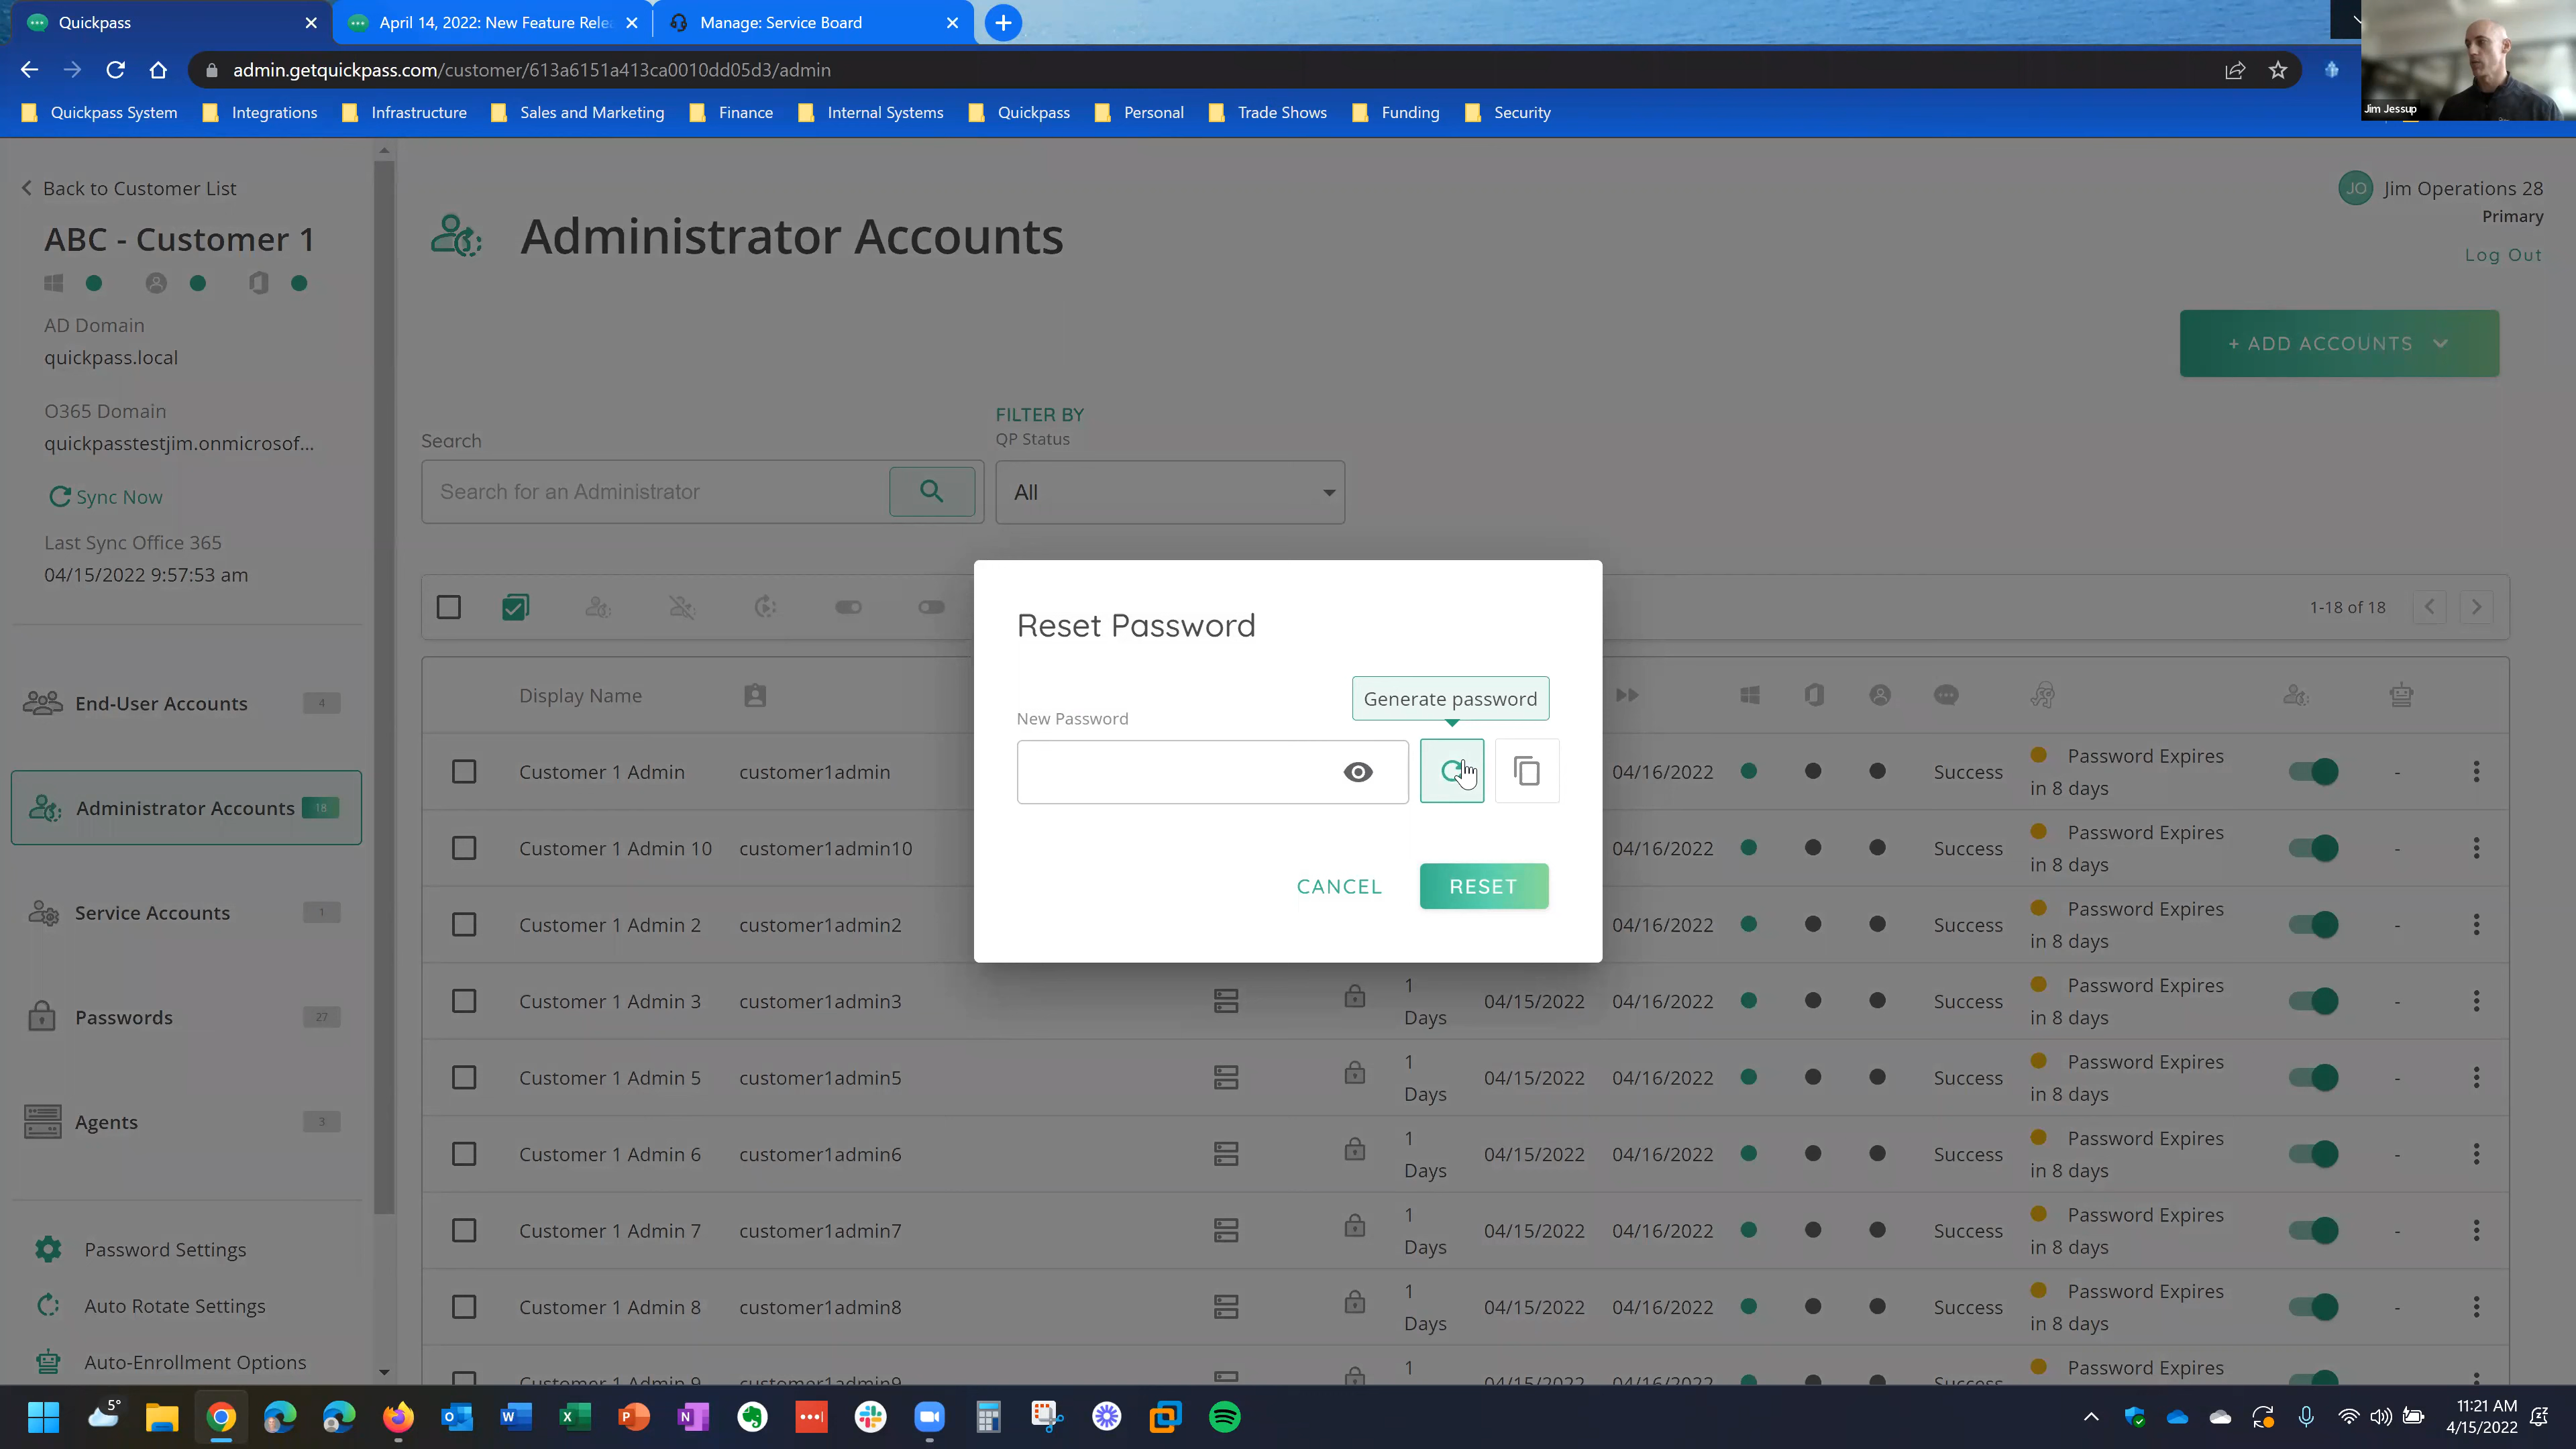 Quickpass
April 14, 2022: New Feature Rele
Manage: Service Board
admin.getquickpass.com/customer/613a6151a413ca0010dd05d3/admin
Quickpass System
Integrations
Infrastructure
Sales and Marketing
Finance
Internal Systems
Quickpass
Personal
Trade Shows
Funding
Security
Jim Jessup
Back to Customer List
ABC - Customer 1
AD Domain
quickpass.local
O365 Domain
quickpasstestjim.onmicrosof...
Sync Now
Last Sync Office 365
04/15/2022 9:57:53 am
End-User Accounts 4
Administrator Accounts 18
Service Accounts 1
Passwords 27
Agents 3
Password Settings
Auto Rotate Settings
Auto-Enrollment Options
Administrator Accounts
JO Jim Operations 28
Primary
Log Out
+ ADD ACCOUNTS
Search
Search for an Administrator
FILTER BY
QP Status
All
1-18 of 18
Reset Password
Generate password
New Password
CANCEL
RESET
Display Name
Customer 1 Admin customer1admin 04/16/2022 Success Password Expires
in 8 days -
Customer 1 Admin 10 customer1admin10 04/16/2022 Success Password Expires
in 8 days -
Customer 1 Admin 2 customer1admin2 04/16/2022 Success Password Expires
in 8 days -
Customer 1 Admin 3 customer1admin3 1
Days 04/15/2022 04/16/2022 Success Password Expires
in 8 days -
Customer 1 Admin 5 customer1admin5 1
Days 04/15/2022 04/16/2022 Success Password Expires
in 8 days -
Customer 1 Admin 6 customer1admin6 1
Days 04/15/2022 04/16/2022 Success Password Expires
in 8 days -
Customer 1 Admin 7 customer1admin7 1
Days 04/15/2022 04/16/2022 Success Password Expires
in 8 days -
Customer 1 Admin 8 customer1admin8 1
Days 04/15/2022 04/16/2022 Success Password Expires
in 8 days -
Customer 1 Admin 9 customer1admin9 1
04/15/2022 04/16/2022 Success Password Expires
5°
11:21 AM
4/15/2022